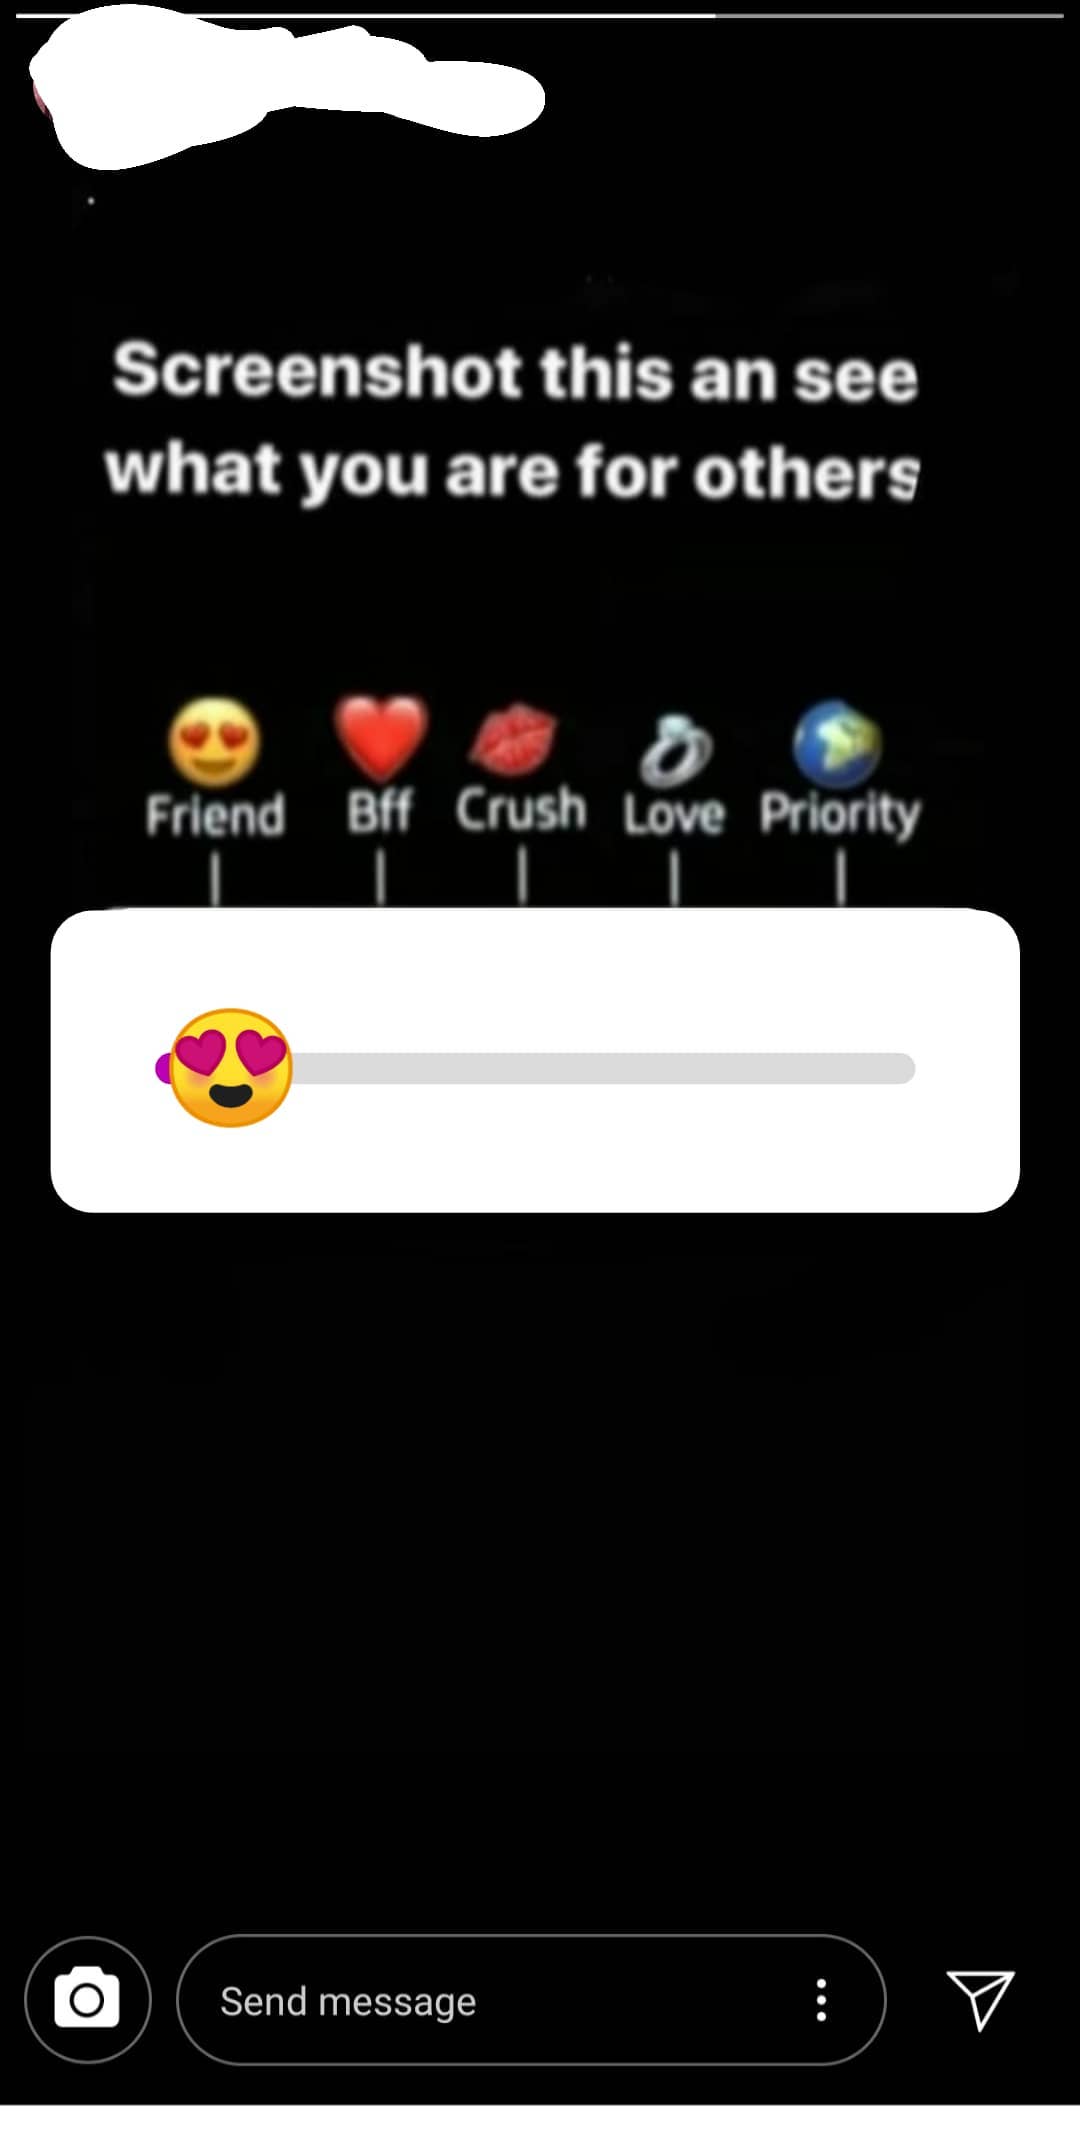 Screenshot this an see
what you are for others
Friend Bff Crush Love Priority
Send message